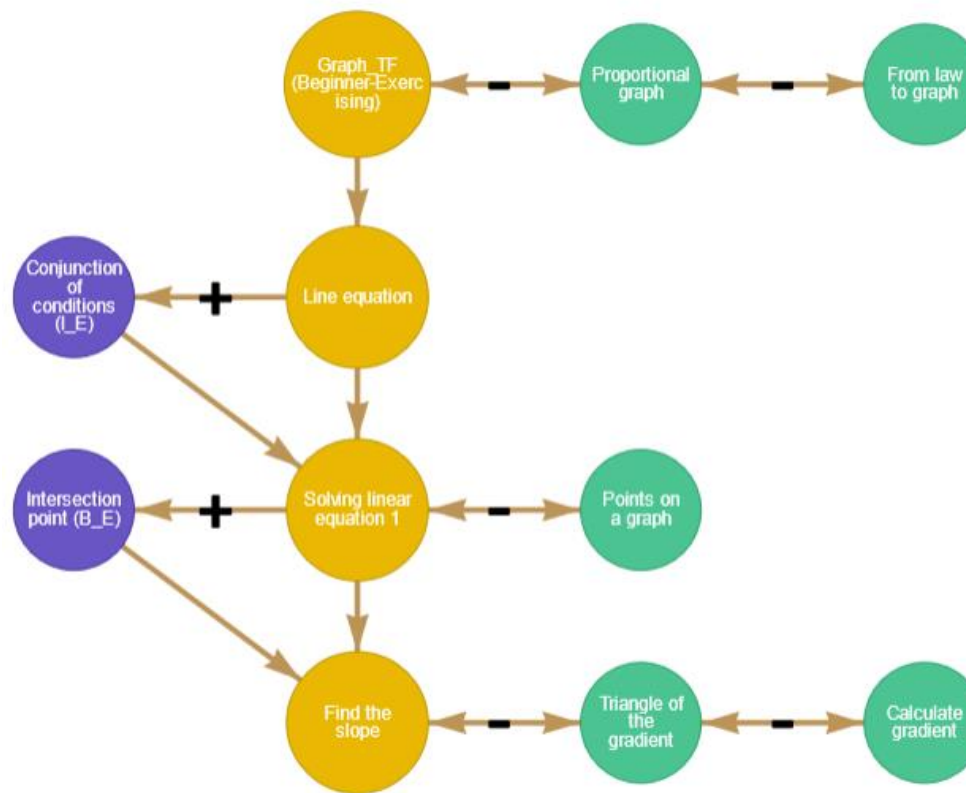 Graph_TF
(Beginner-Exerc
ising)
Proportional
graph
From law
to graph
Conjunction
of
conditions
(I_E)
Line equation
Intersection
point (B_E)
Solving linear
equation 1
Points on
a graph
Find the
slope
Triangle of
the
gradient
Calculate
gradient